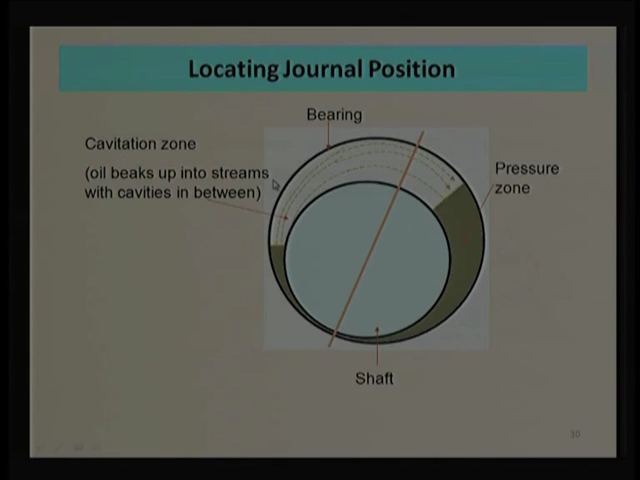 Locating Journal Position
Bearing
Cavitation zone
(oil beaks up into streams
with cavities in between)
Pressure
zone
Shaft
30